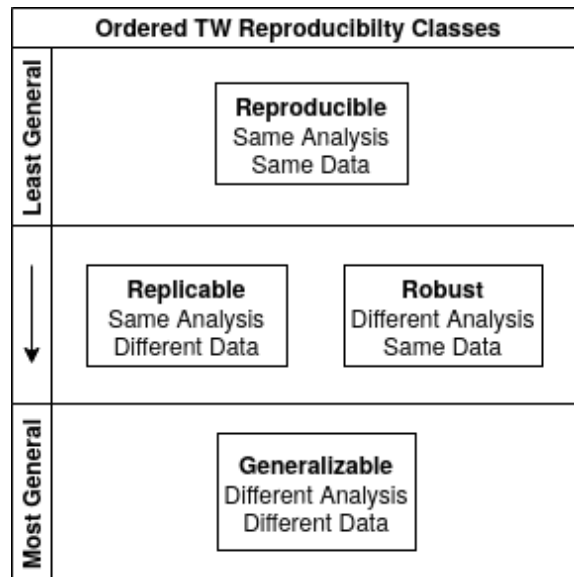 Ordered TW Reproducibilty Classes
Least General
Reproducible
Same Analysis
Same Data
Replicable
Same Analysis
Different Data
Robust
Different Analysis
Same Data
Most General
Generalizable
Different Analysis
Different Data